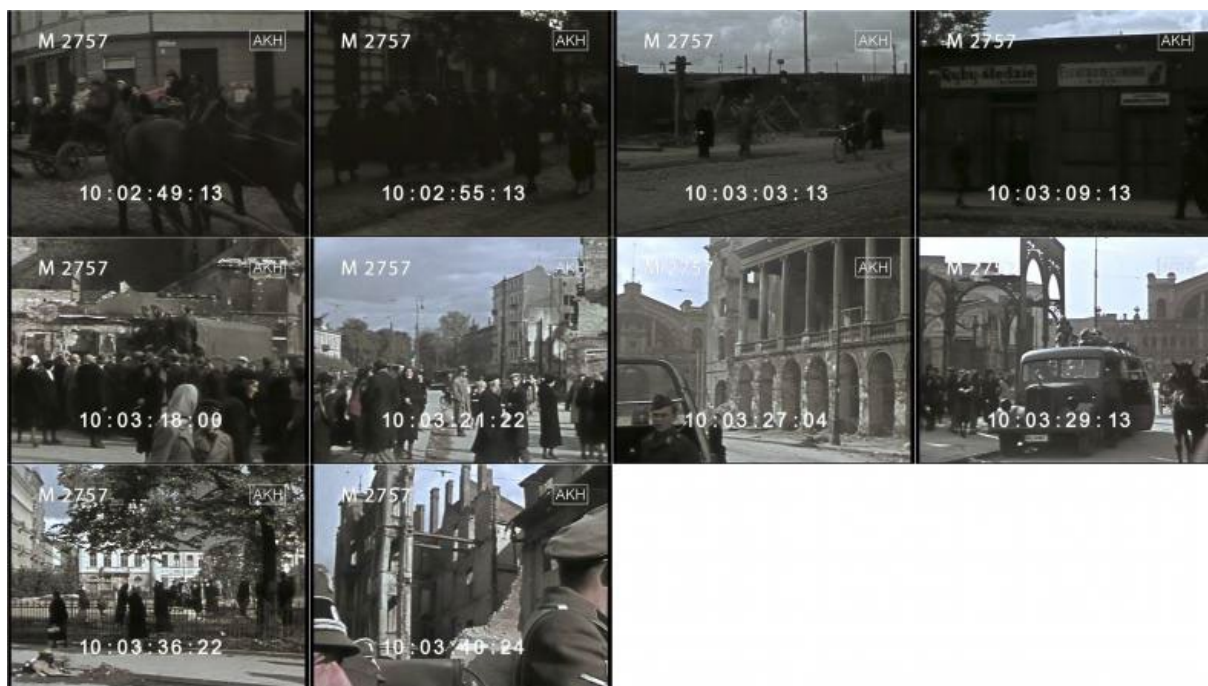 M 2757 AKH
10:02:49:13
M 2757 AKH
10:02:55:13
M 2757 AKH
10:03:03:13
M 2757 AKH
Ryby śledzie
10:03:09:13
M 2757 AKH
10:03:18:00
M 2757 AKH
10:03:21:22
M 2757 AKH
10:03:27:04
M 2757
10:03:29:13
M 2757 AKH
10:03:36:22
M 2757 AKH
10:03:40:24